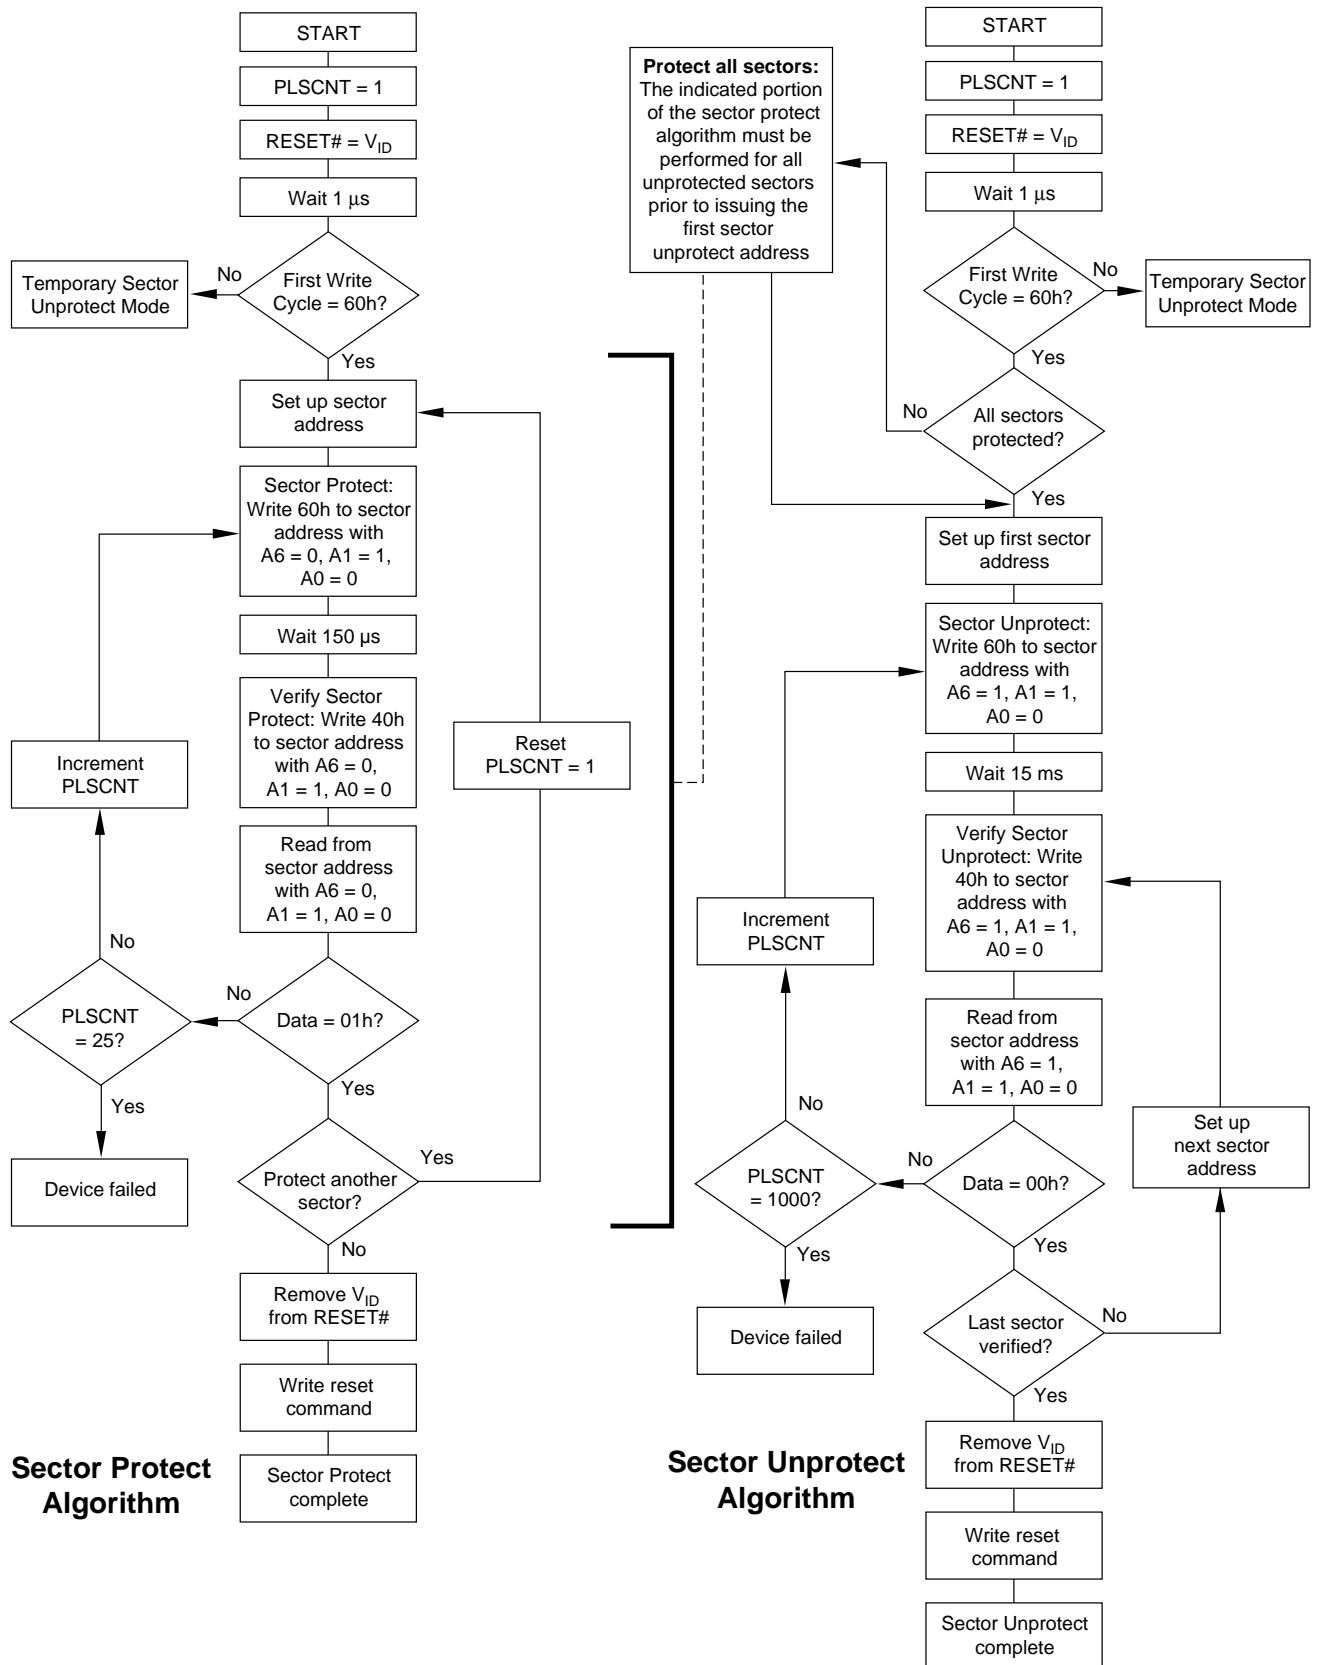 START
PLSCNT = 1
RESET# = VID
Wait 1 μs
First Write
Cycle = 60h?
No
Temporary Sector
Unprotect Mode
Yes
Set up sector
address
Sector Protect:
Write 60h to sector
address with
A6 = 0, A1 = 1,
A0 = 0
Wait 150 µs
Verify Sector
Protect: Write 40h
to sector address
with A6 = 0,
A1 = 1, A0 = 0
Reset
PLSCNT = 1
Increment
PLSCNT
Read from
sector address
with A6 = 0,
A1 = 1, A0 = 0
No
PLSCNT
= 25?
No
Data = 01h?
Yes
Yes
Device failed
Protect another
sector?
Yes
No
Remove VID
from RESET#
Write reset
command
Sector Protect
complete
Sector Protect
Algorithm
Protect all sectors:
The indicated portion
of the sector protect
algorithm must be
performed for all
unprotected sectors
prior to issuing the
first sector
unprotect address
START
PLSCNT = 1
RESET# = VID
Wait 1 μs
First Write
Cycle = 60h?
No
Temporary Sector
Unprotect Mode
Yes
No
All sectors
protected?
Yes
Set up first sector
address
Sector Unprotect:
Write 60h to sector
address with
A6 = 1, A1 = 1,
A0 = 0
Wait 15 ms
Verify Sector
Unprotect: Write
40h to sector
address with
A6 = 1, A1 = 1,
A0 = 0
Increment
PLSCNT
Read from
sector address
with A6 = 1,
A1 = 1, A0 = 0
No
Set up
next sector
address
PLSCNT
= 1000?
No
Data = 00h?
Yes
Yes
Device failed
Last sector
verified?
No
Yes
Remove VID
from RESET#
Write reset
command
Sector Unprotect
complete
Sector Unprotect
Algorithm